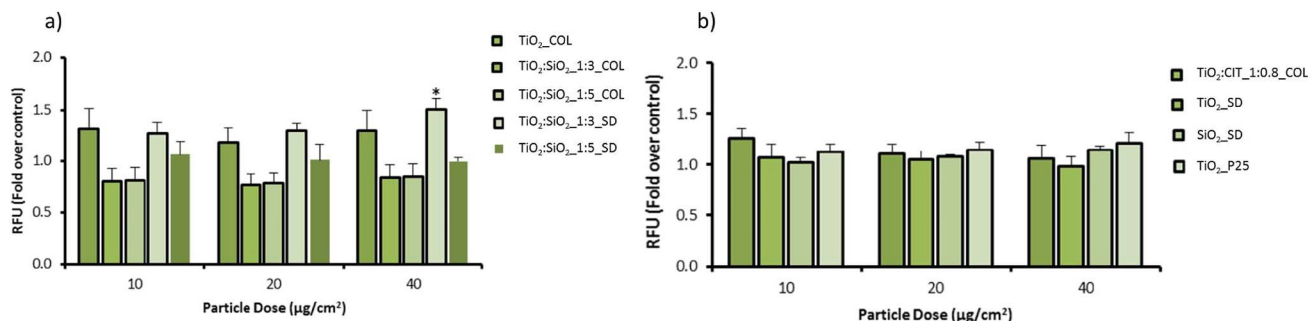 a)
TiO₂_COL
TiO₂:SiO₂_1:3_COL
TiO₂:SiO₂_1:5_COL
TiO₂:SiO₂_1:3_SD
TiO₂:SiO₂_1:5_SD
RFU (Fold over control)
2.0
1.5
1.0
0.5
0.0
*
10 20 40
Particle Dose (µg/cm²)
b)
TiO₂:CIT_1:0.8_COL
TiO₂_SD
SiO₂_SD
TiO₂_P25
RFU (Fold over control)
2.0
1.5
1.0
0.5
0.0
10 20 40
Particle Dose (µg/cm²)